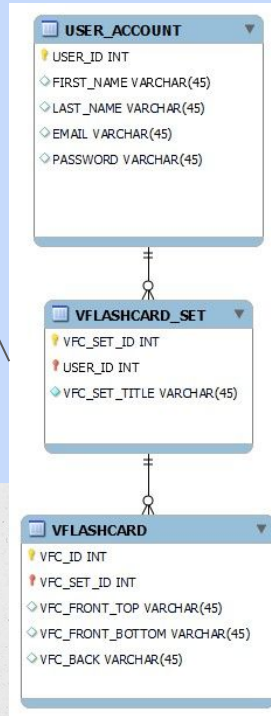 USER_ACCOUNT
USER_ID INT
FIRST_NAME VARCHAR(45)
LAST_NAME VARCHAR(45)
EMAIL VARCHAR(45)
PASSWORD VARCHAR(45)
VFLASHCARD_SET
VFC_SET_ID INT
USER_ID INT
VFC_SET_TITLE VARCHAR(45)
VFLASHCARD
VFC_ID INT
VFC_SET_ID INT
VFC_FRONT_TOP VARCHAR(45)
VFC_FRONT_BOTTOM VARCHAR(45)
VFC_BACK VARCHAR(45)